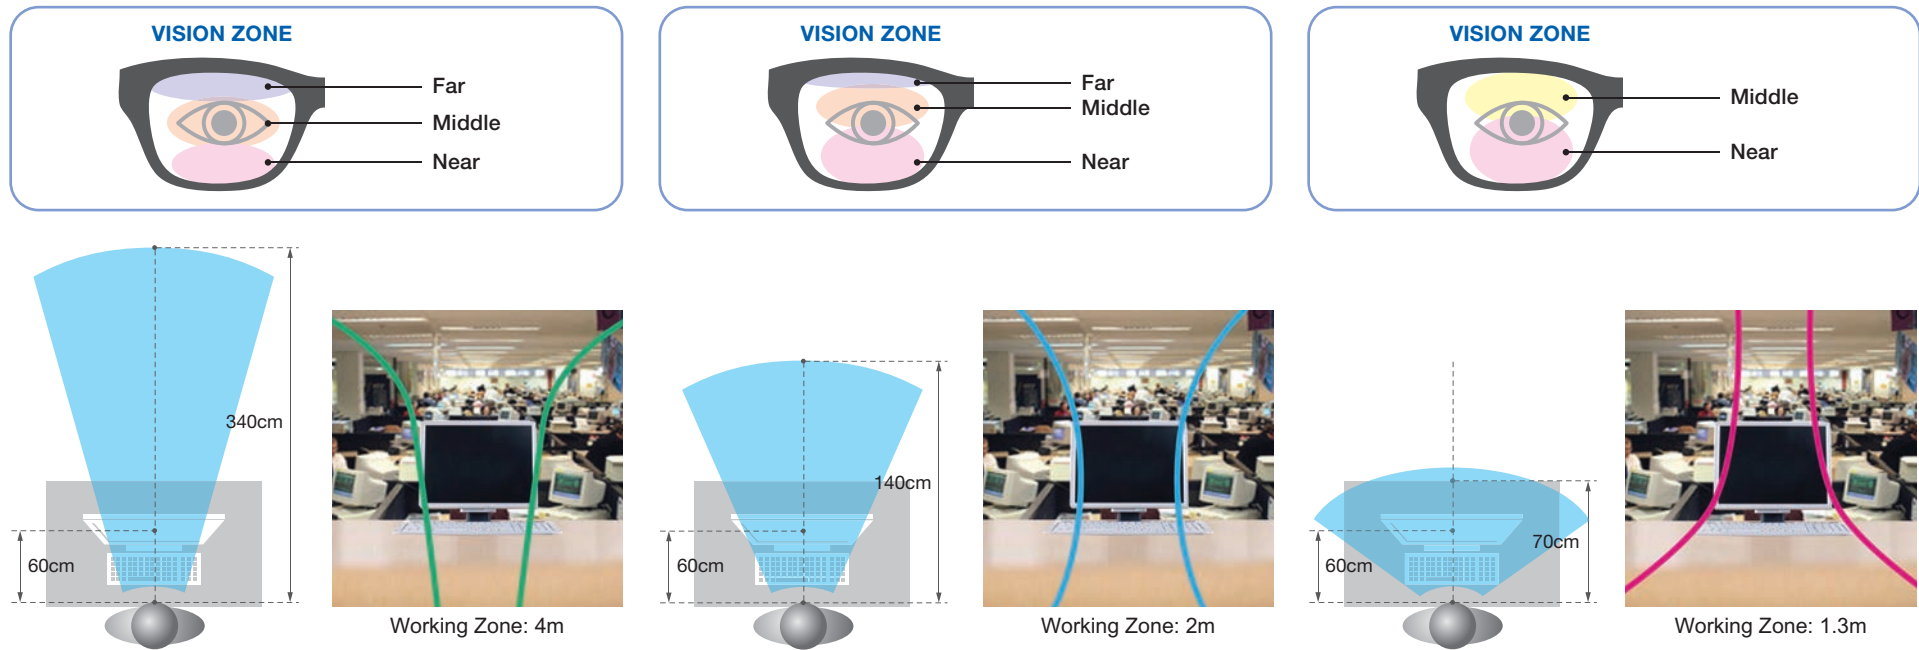 VISION ZONE
Far
Middle
Near
VISION ZONE
Far
Middle
Near
VISION ZONE
Middle
Near
340cm
60cm
Working Zone: 4m
140cm
60cm
Working Zone: 2m
70cm
60cm
Working Zone: 1.3m